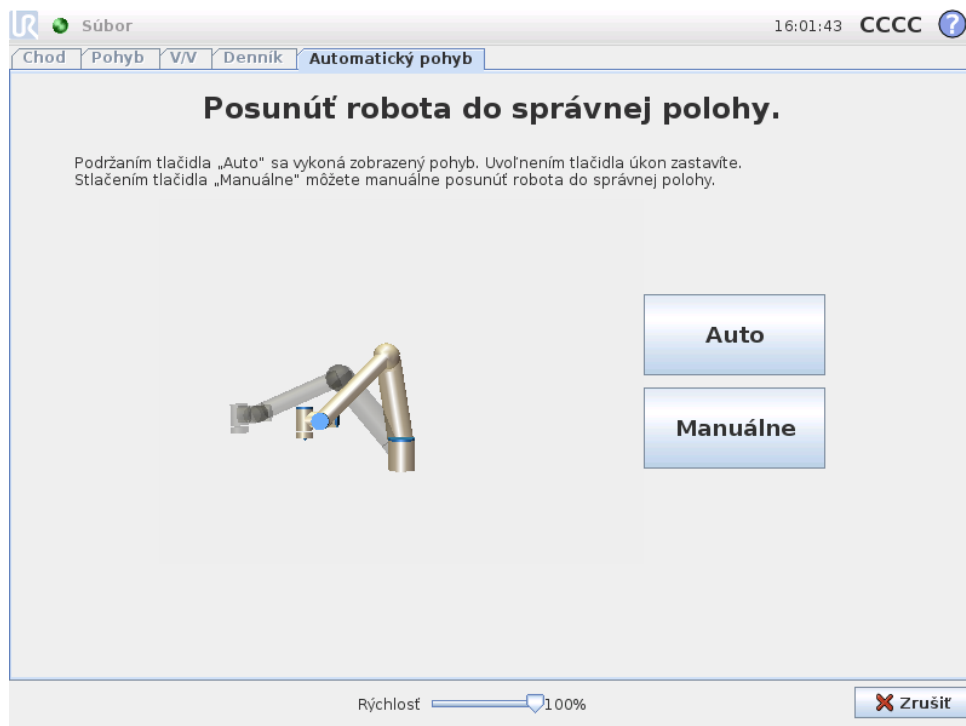 UR Súbor 16:01:43 CCCC ?
Chod Pohyb V/V Denník Automatický pohyb
Posunúť robota do správnej polohy.
Podržaním tlačidla „Auto" sa vykoná zobrazený pohyb. Uvoľnením tlačidla úkon zastavíte.
Stlačením tlačidla „Manuálne" môžete manuálne posunúť robota do správnej polohy.
Auto
Manuálne
Rýchlosť 100% Zrušiť